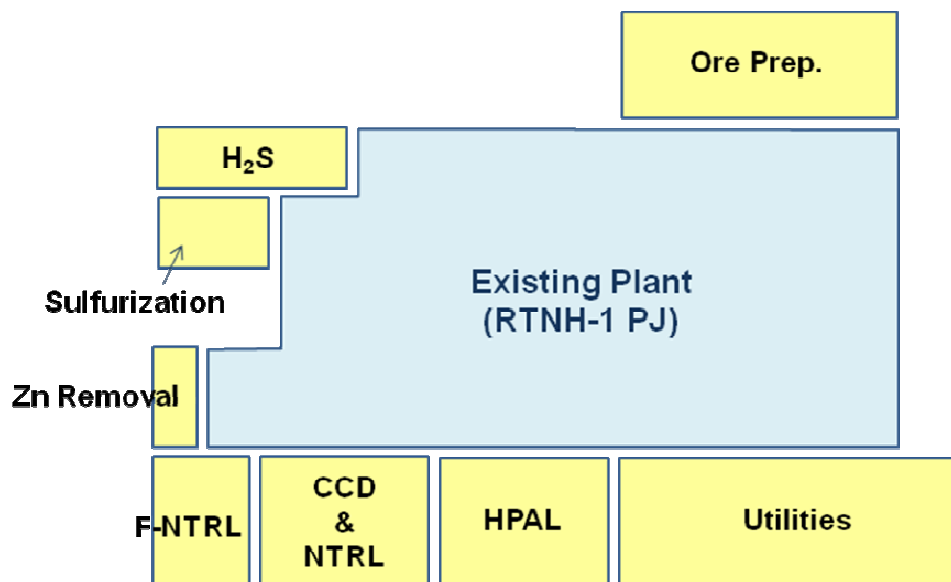 Ore Prep.
H₂S
Sulfurization
Existing Plant
(RTNH-1 PJ)
Zn Removal
F-NTRL
CCD
&
NTRL
HPAL
Utilities